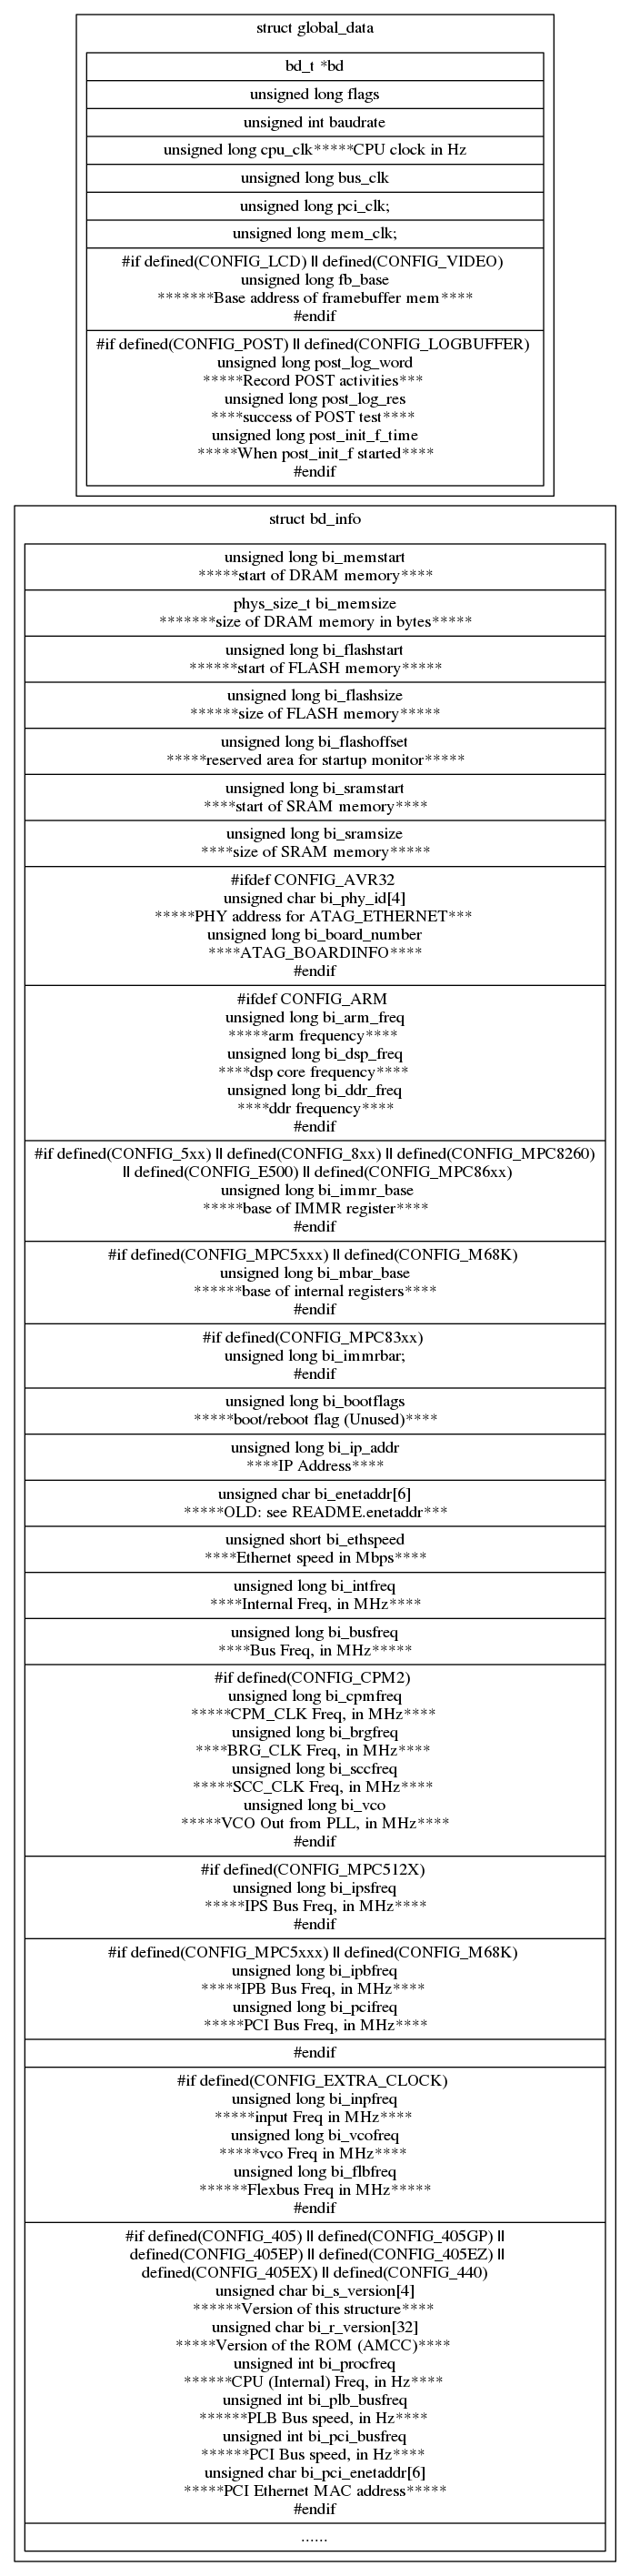 struct global_data
bd_t *bd
unsigned long flags
unsigned int baudrate
unsigned long cpu_clk*****CPU clock in Hz
unsigned long bus_clk
unsigned long pci_clk;
unsigned long mem_clk;
#if defined(CONFIG_LCD) || defined(CONFIG_VIDEO)
unsigned long fb_base
*******Base address of framebuffer mem****
#endif
#if defined(CONFIG_POST) || defined(CONFIG_LOGBUFFER)
unsigned long post_log_word
*****Record POST activities***
unsigned long post_log_res
****success of POST test****
unsigned long post_init_f_time
*****When post_init_f started****
#endif
struct bd_info
unsigned long bi_memstart
*****start of DRAM memory****
phys_size_t bi_memsize
*******size of DRAM memory in bytes*****
unsigned long bi_flashstart
******start of FLASH memory*****
unsigned long bi_flashsize
******size of FLASH memory*****
unsigned long bi_flashoffset
*****reserved area for startup monitor*****
unsigned long bi_sramstart
****start of SRAM memory****
unsigned long bi_sramsize
****size of SRAM memory*****
#ifdef CONFIG_AVR32
unsigned char bi_phy_id[4]
*****PHY address for ATAG_ETHERNET***
unsigned long bi_board_number
****ATAG_BOARDINFO****
#endif
#ifdef CONFIG_ARM
unsigned long bi_arm_freq
*****arm frequency****
unsigned long bi_dsp_freq
****dsp core frequency****
unsigned long bi_ddr_freq
****ddr frequency****
#endif
#if defined(CONFIG_5xx) || defined(CONFIG_8xx) || defined(CONFIG_MPC8260)
|| defined(CONFIG_E500) || defined(CONFIG_MPC86xx)
unsigned long bi_immr_base
*****base of IMMR register****
#endif
#if defined(CONFIG_MPC5xxx) || defined(CONFIG_M68K)
unsigned long bi_mbar_base
******base of internal registers****
#endif
#if defined(CONFIG_MPC83xx)
unsigned long bi_immrbar;
#endif
unsigned long bi_bootflags
*****boot/reboot flag (Unused)****
unsigned long bi_ip_addr
****IP Address****
unsigned char bi_enetaddr[6]
*****OLD: see README.enetaddr***
unsigned short bi_ethspeed
****Ethernet speed in Mbps****
unsigned long bi_intfreq
****Internal Freq, in MHz****
unsigned long bi_busfreq
****Bus Freq, in MHz*****
#if defined(CONFIG_CPM2)
unsigned long bi_cpmfreq
*****CPM_CLK Freq, in MHz****
unsigned long bi_brgfreq
****BRG_CLK Freq, in MHz****
unsigned long bi_sccfreq
*****SCC_CLK Freq, in MHz****
unsigned long bi_vco
*****VCO Out from PLL, in MHz****
#endif
#if defined(CONFIG_MPC512X)
unsigned long bi_ipsfreq
*****IPS Bus Freq, in MHz****
#endif
#if defined(CONFIG_MPC5xxx) || defined(CONFIG_M68K)
unsigned long bi_ipbfreq
*****IPB Bus Freq, in MHz****
unsigned long bi_pcifreq
*****PCI Bus Freq, in MHz****
#endif
#if defined(CONFIG_EXTRA_CLOCK)
unsigned long bi_inpfreq
*****input Freq in MHz****
unsigned long bi_vcofreq
*****vco Freq in MHz****
unsigned long bi_flbfreq
******Flexbus Freq in MHz*****
#endif
#if defined(CONFIG_405) || defined(CONFIG_405GP) ||
defined(CONFIG_405EP) || defined(CONFIG_405EZ) ||
defined(CONFIG_405EX) || defined(CONFIG_440)
unsigned char bi_s_version[4]
******Version of this structure****
unsigned char bi_r_version[32]
*****Version of the ROM (AMCC)****
unsigned int bi_procfreq
******CPU (Internal) Freq, in Hz****
unsigned int bi_plb_busfreq
******PLB Bus speed, in Hz****
unsigned int bi_pci_busfreq
******PCI Bus speed, in Hz****
unsigned char bi_pci_enetaddr[6]
*****PCI Ethernet MAC address*****
#endif
......